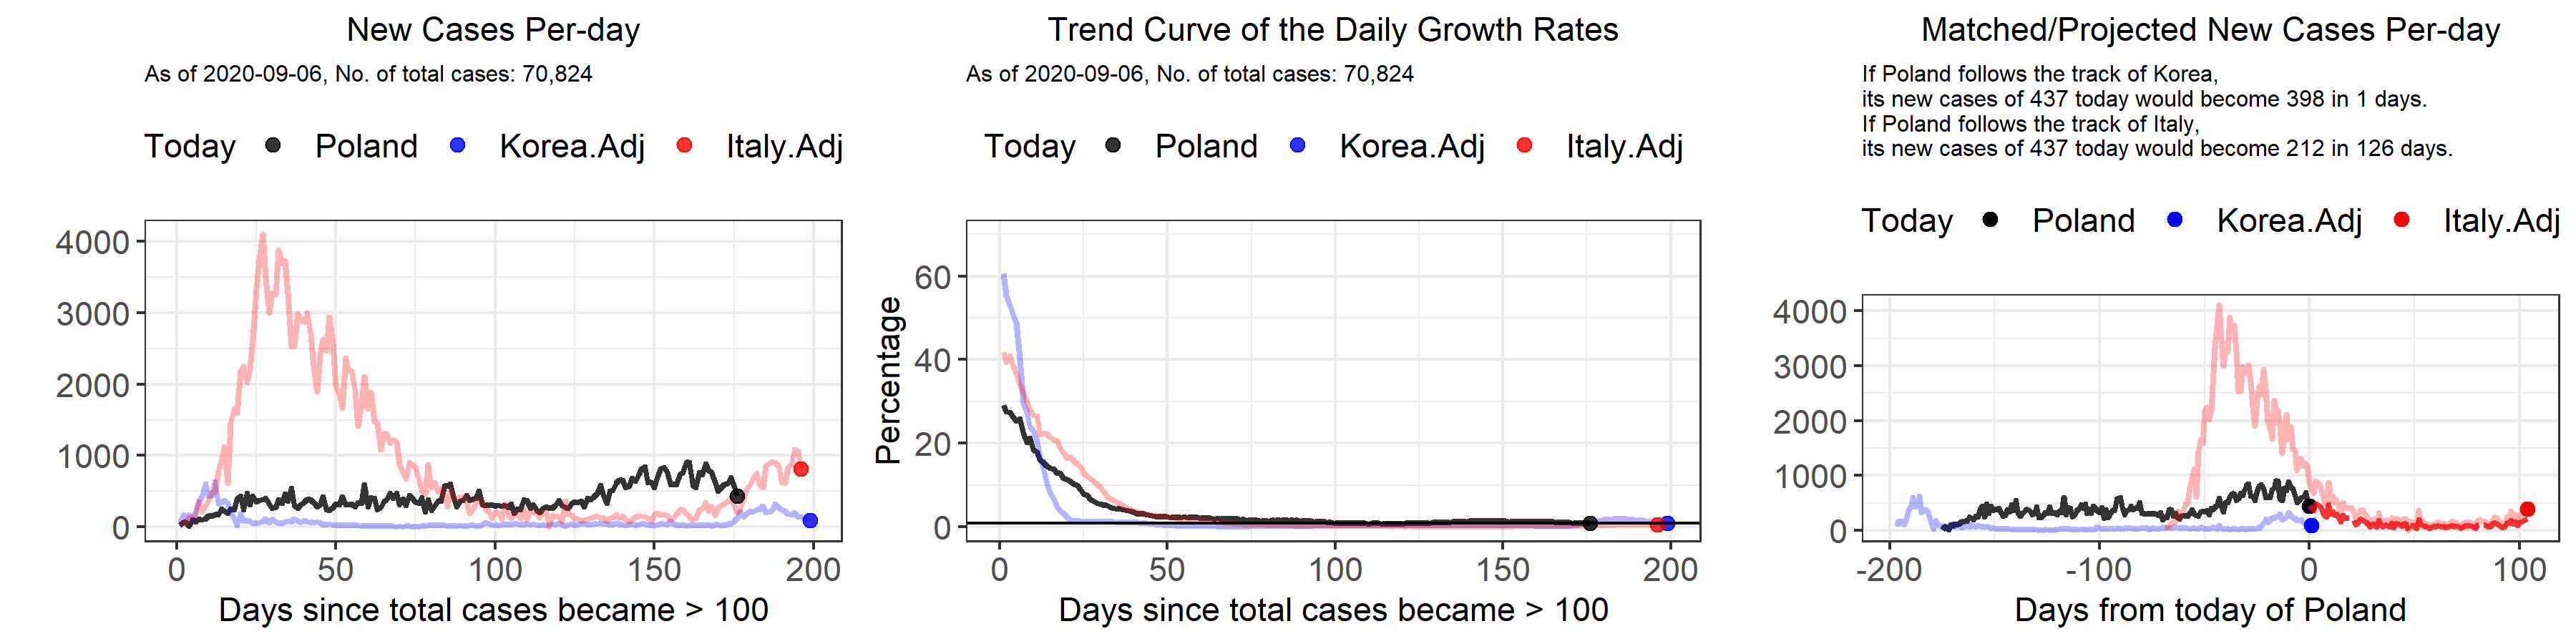 New Cases Per-day
As of 2020-09-06, No. of total cases: 70,824
Today Poland Korea.Adj Italy.Adj
4000
3000
2000
1000
0
0 50 100 150 200
Days since total cases became > 100
Trend Curve of the Daily Growth Rates
As of 2020-09-06, No. of total cases: 70,824
Today Poland Korea.Adj Italy.Adj
Percentage
60
40
20
0
0 50 100 150 200
Days since total cases became > 100
Matched/Projected New Cases Per-day
If Poland follows the track of Korea,
its new cases of 437 today would become 398 in 1 days.
If Poland follows the track of Italy,
its new cases of 437 today would become 212 in 126 days.
Today Poland Korea.Adj Italy.Adj
4000
3000
2000
1000
0
-200 -100 0 100
Days from today of Poland